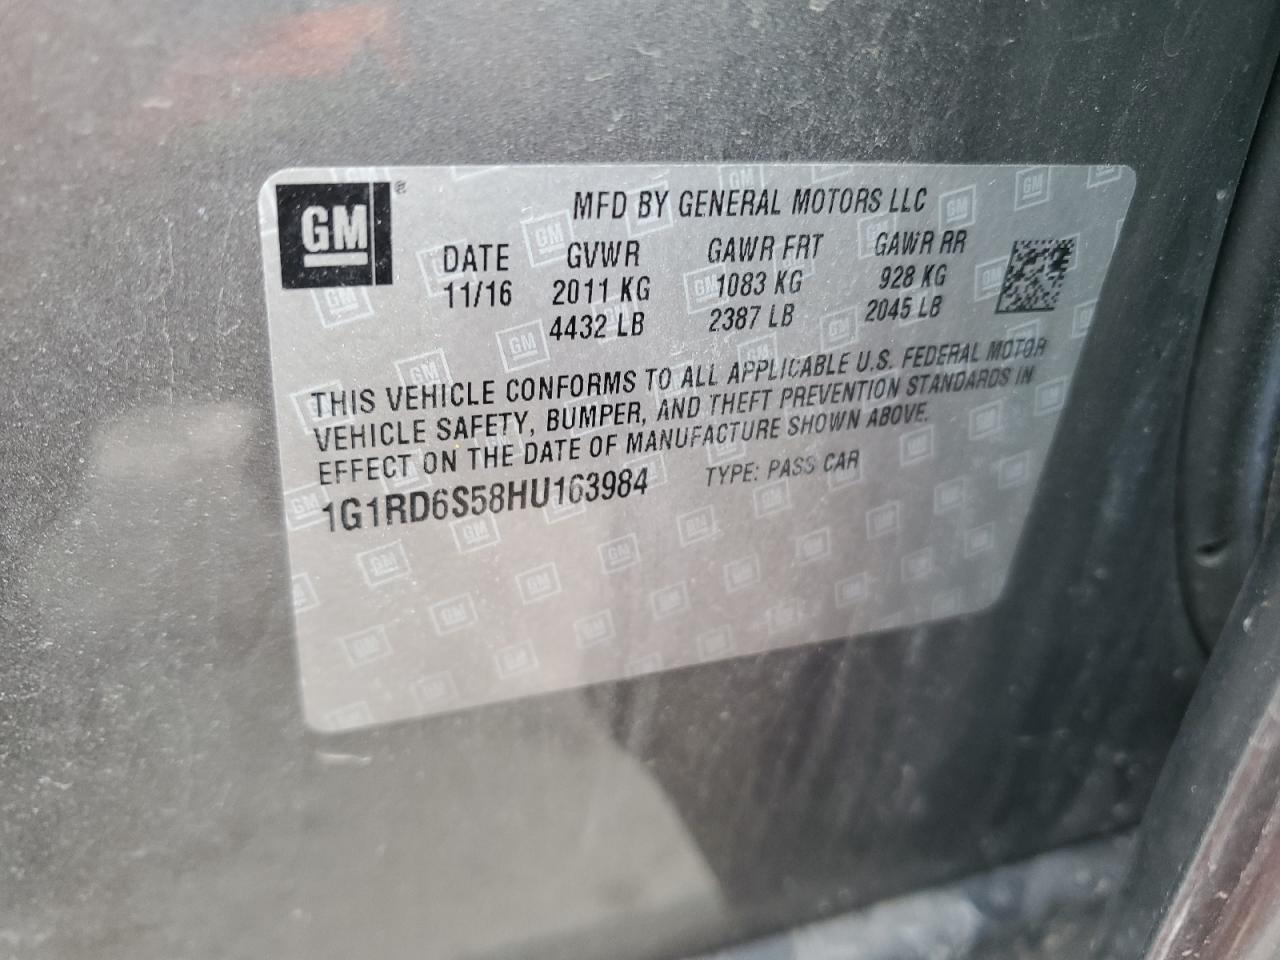 GM ®
MFD BY GENERAL MOTORS LLC
DATE GVWR GAWR FRT GAWR RR
11/16 2011 KG 1083 KG 928 KG
4432 LB 2387 LB 2045 LB
THIS VEHICLE CONFORMS TO ALL APPLICABLE U.S. FEDERAL MOTOR
VEHICLE SAFETY, BUMPER, AND THEFT PREVENTION STANDARDS IN
EFFECT ON THE DATE OF MANUFACTURE SHOWN ABOVE.
1G1RD6S58HU163984 TYPE: PASS CAR